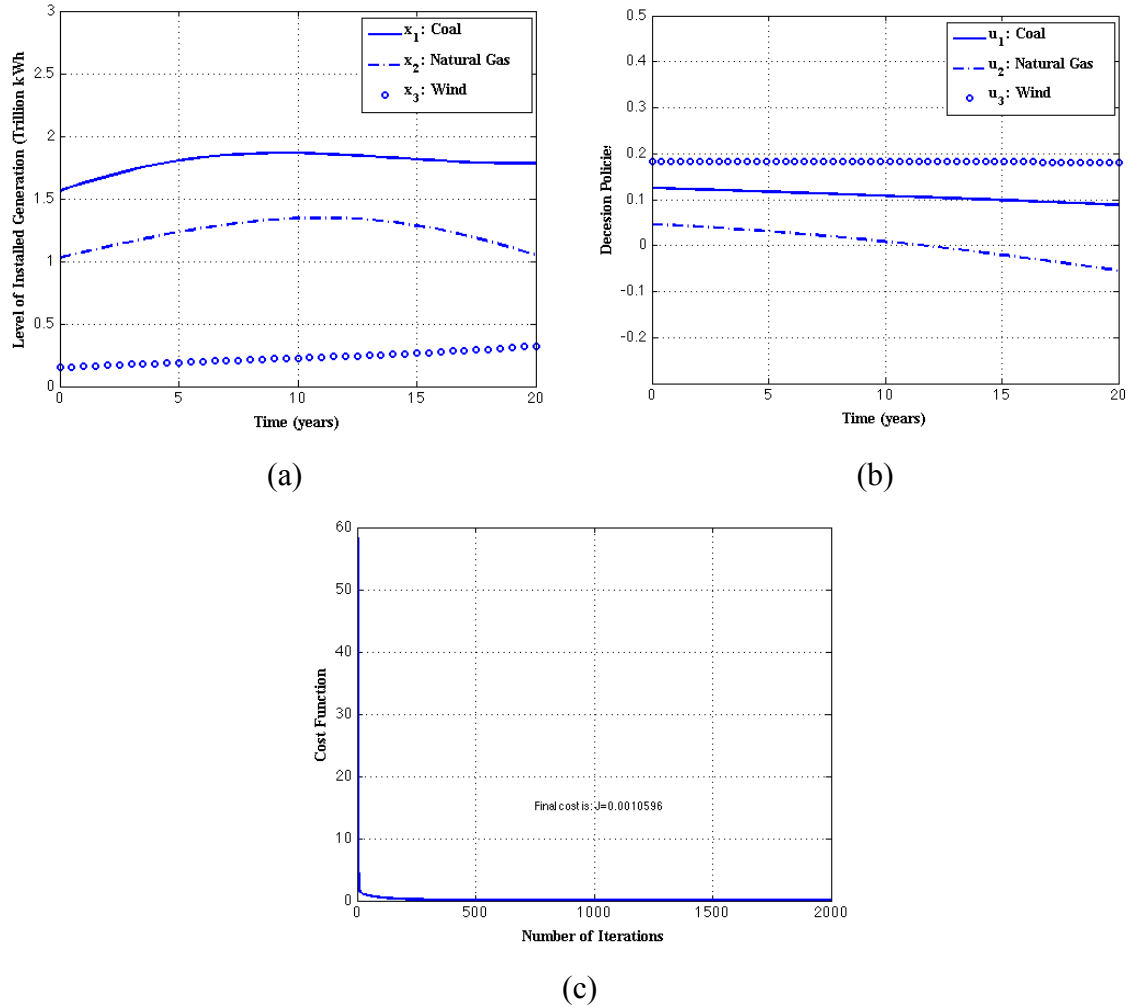 3
2.5
2
1.5
1
0.5
0
0
5
10
15
20
Level of Installed Generation (Trillion kWh
Time (years)
x1: Coal
x2: Natural Gas
x3: Wind
(a)
0.5
0.4
0.3
0.2
0.1
0
-0.1
-0.2
0
5
10
15
20
Decesion Policies
Time (years)
u1: Coal
u2: Natural Gas
u3: Wind
(b)
60
50
40
30
20
10
0
0
500
1000
1500
2000
Cost Function
Final cost is: J=0.0010596
Number of Iterations
(c)